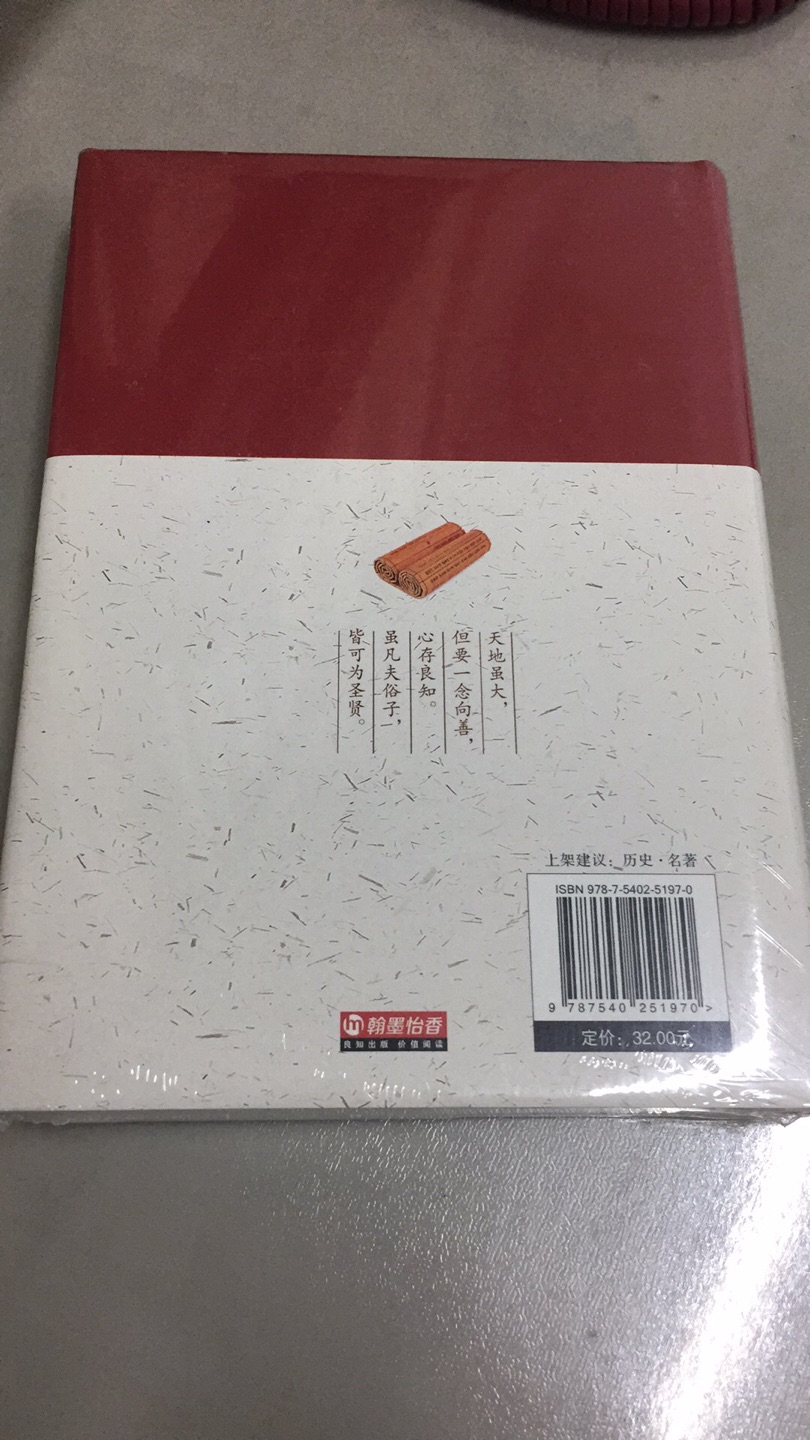 天地虽大，
但要一念向善，
心存良知。
虽凡夫俗子，
皆可为圣贤。
上架建议：历史·名著
ISBN 978-7-5402-5197-0
9 787540 251970 >
定价：32.00元
翰墨怡香
良知出版 价值阅读